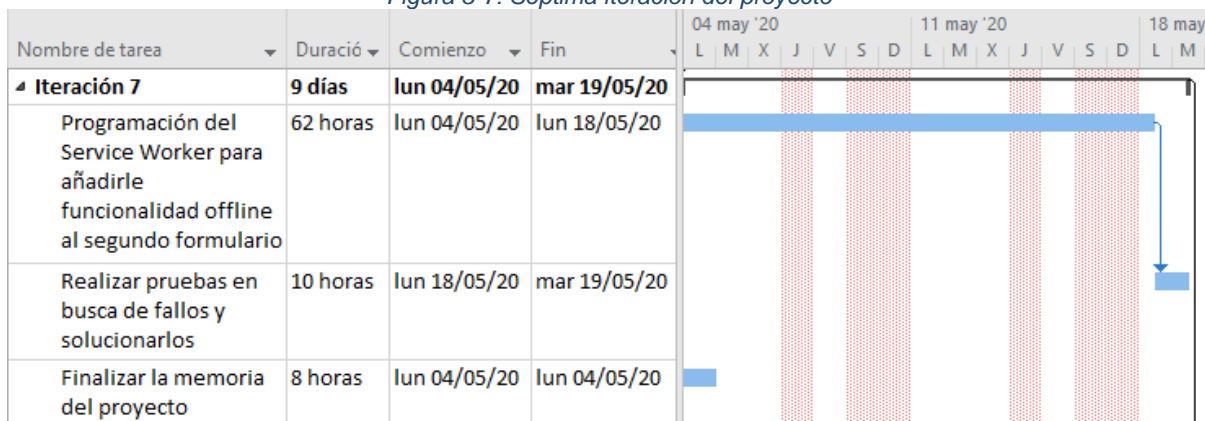 Figura 8-7. Séptima iteración del proyecto
04 may '20 11 may '20 18 may
Nombre de tarea Duració Comienzo Fin L M X J V S D L M X J V S D L M
Iteración 7 9 días lun 04/05/20 mar 19/05/20
Programación del 62 horas lun 04/05/20 lun 18/05/20
Service Worker para
añadirle
funcionalidad offline
al segundo formulario
Realizar pruebas en 10 horas lun 18/05/20 mar 19/05/20
busca de fallos y
solucionarlos
Finalizar la memoria 8 horas lun 04/05/20 lun 04/05/20
del proyecto